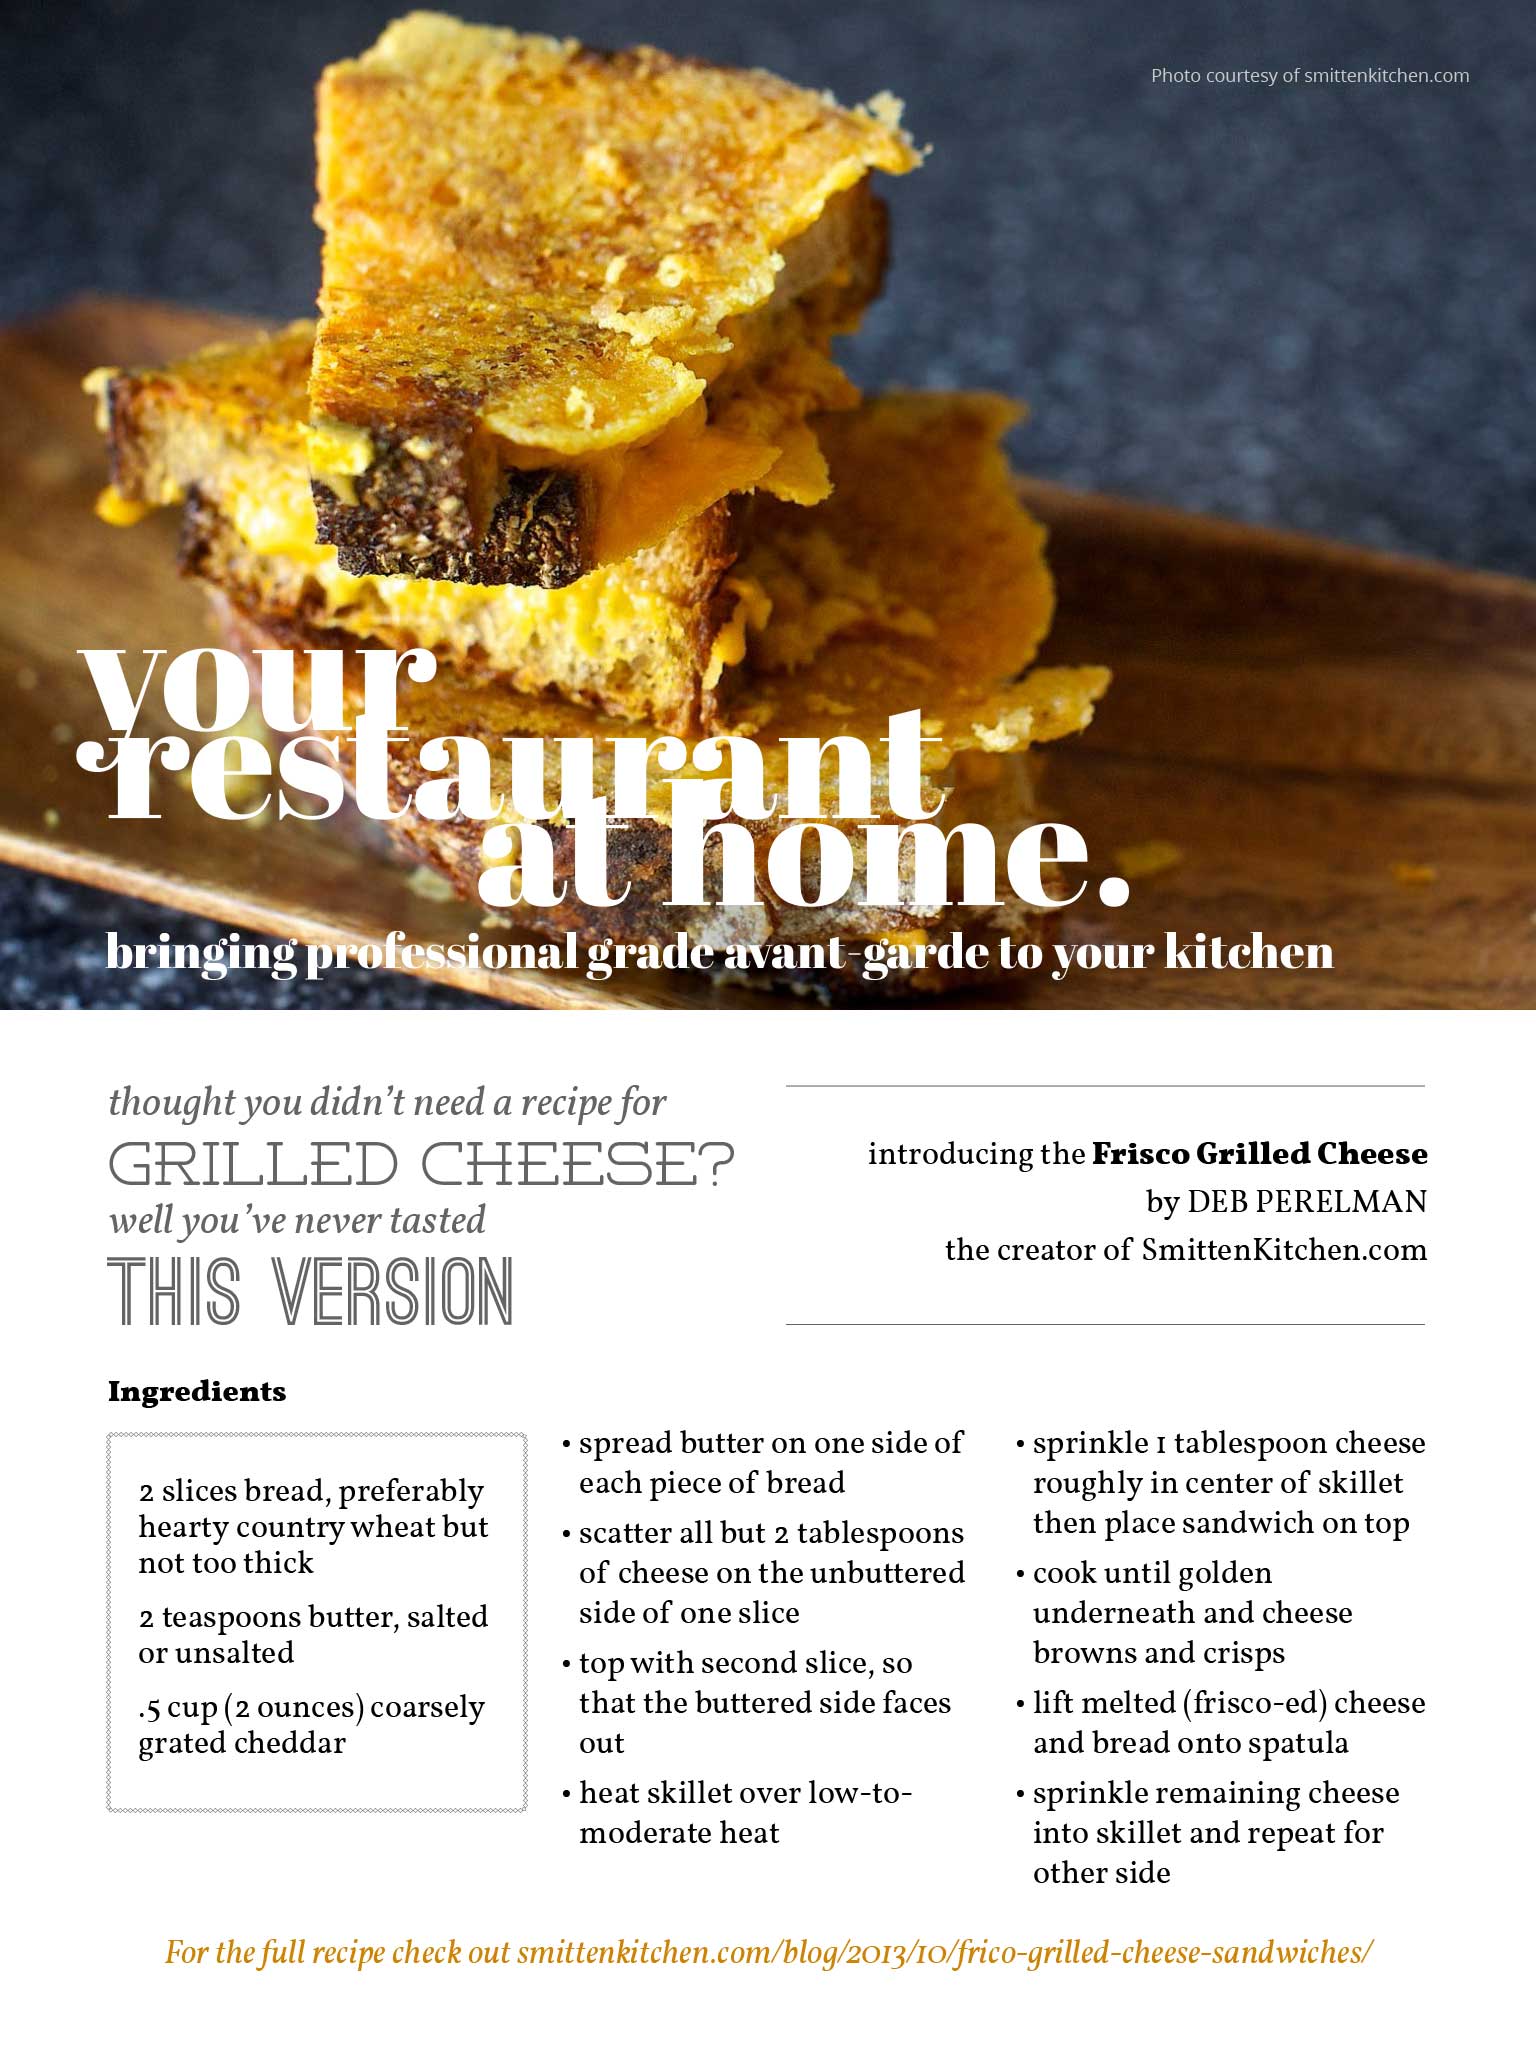 Photo courtesy of smittenkitchen.com
your
restaurant
at home.
bringing professional grade avant-garde to your kitchen
thought you didn't need a recipe for
GRILLED CHEESE?
well you've never tasted
THIS VERSION
introducing the Frisco Grilled Cheese
by DEB PERELMAN
the creator of SmittenKitchen.com
Ingredients
2 slices bread, preferably
hearty country wheat but
not too thick
2 teaspoons butter, salted
or unsalted
.5 cup (2 ounces) coarsely
grated cheddar
• spread butter on one side of
each piece of bread
• scatter all but 2 tablespoons
of cheese on the unbuttered
side of one slice
• top with second slice, so
that the buttered side faces
out
• heat skillet over low-to-
moderate heat
• sprinkle 1 tablespoon cheese
roughly in center of skillet
then place sandwich on top
• cook until golden
underneath and cheese
browns and crisps
• lift melted (frisco-ed) cheese
and bread onto spatula
• sprinkle remaining cheese
into skillet and repeat for
other side
For the full recipe check out smittenkitchen.com/blog/2013/10/frico-grilled-cheese-sandwiches/